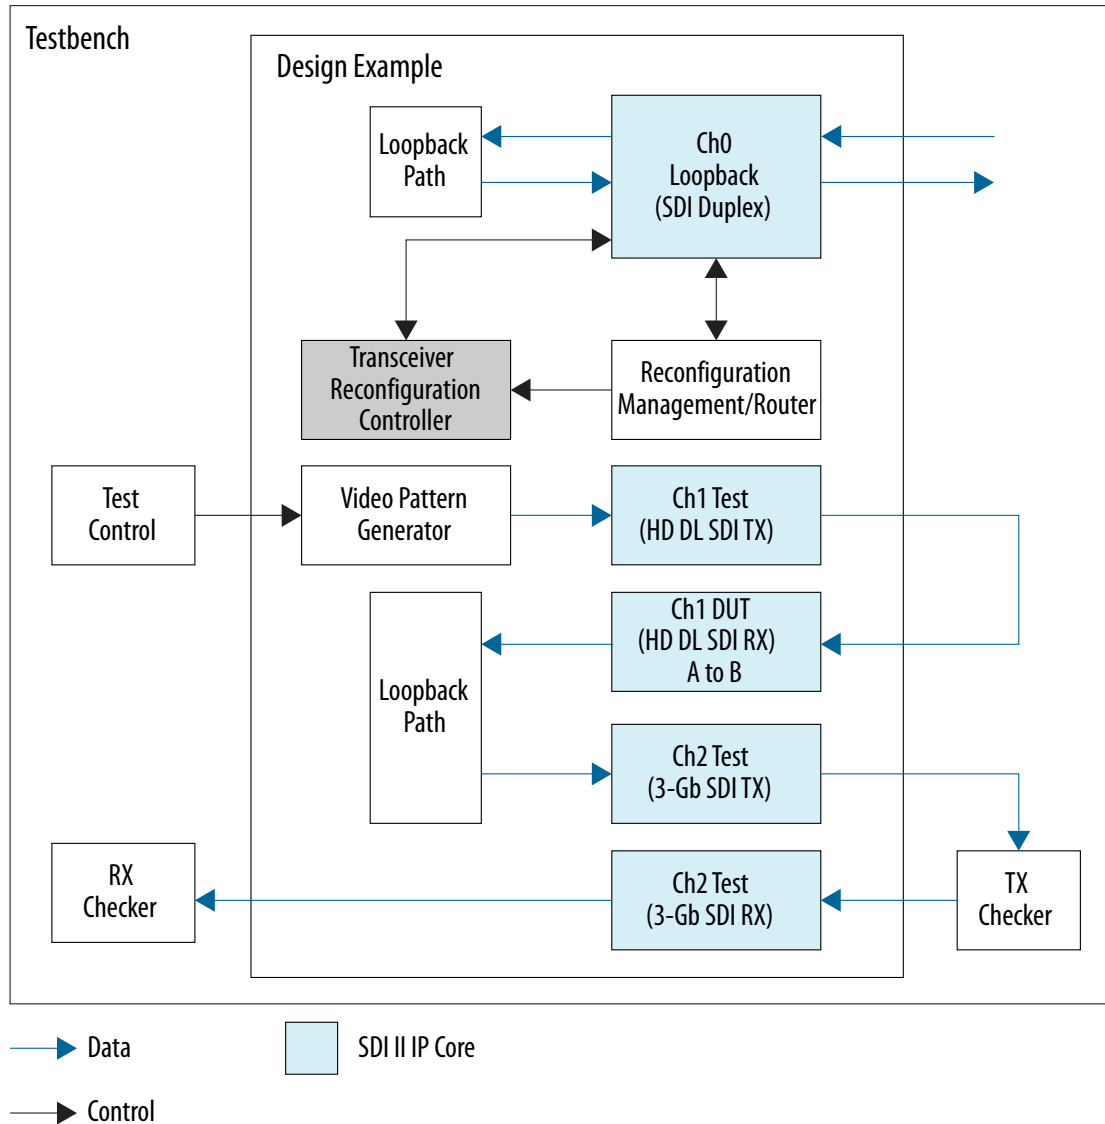 Testbench
Design Example
Loopback
Path
Ch0
Loopback
(SDI Duplex)
Transceiver
Reconfiguration
Controller
Reconfiguration
Management/Router
Test
Control
Video Pattern
Generator
Ch1 Test
(HD DL SDI TX)
Ch1 DUT
(HD DL SDI RX)
A to B
Loopback
Path
Ch2 Test
(3-Gb SDI TX)
RX
Checker
Ch2 Test
(3-Gb SDI RX)
TX
Checker
Data
SDI II IP Core
Control